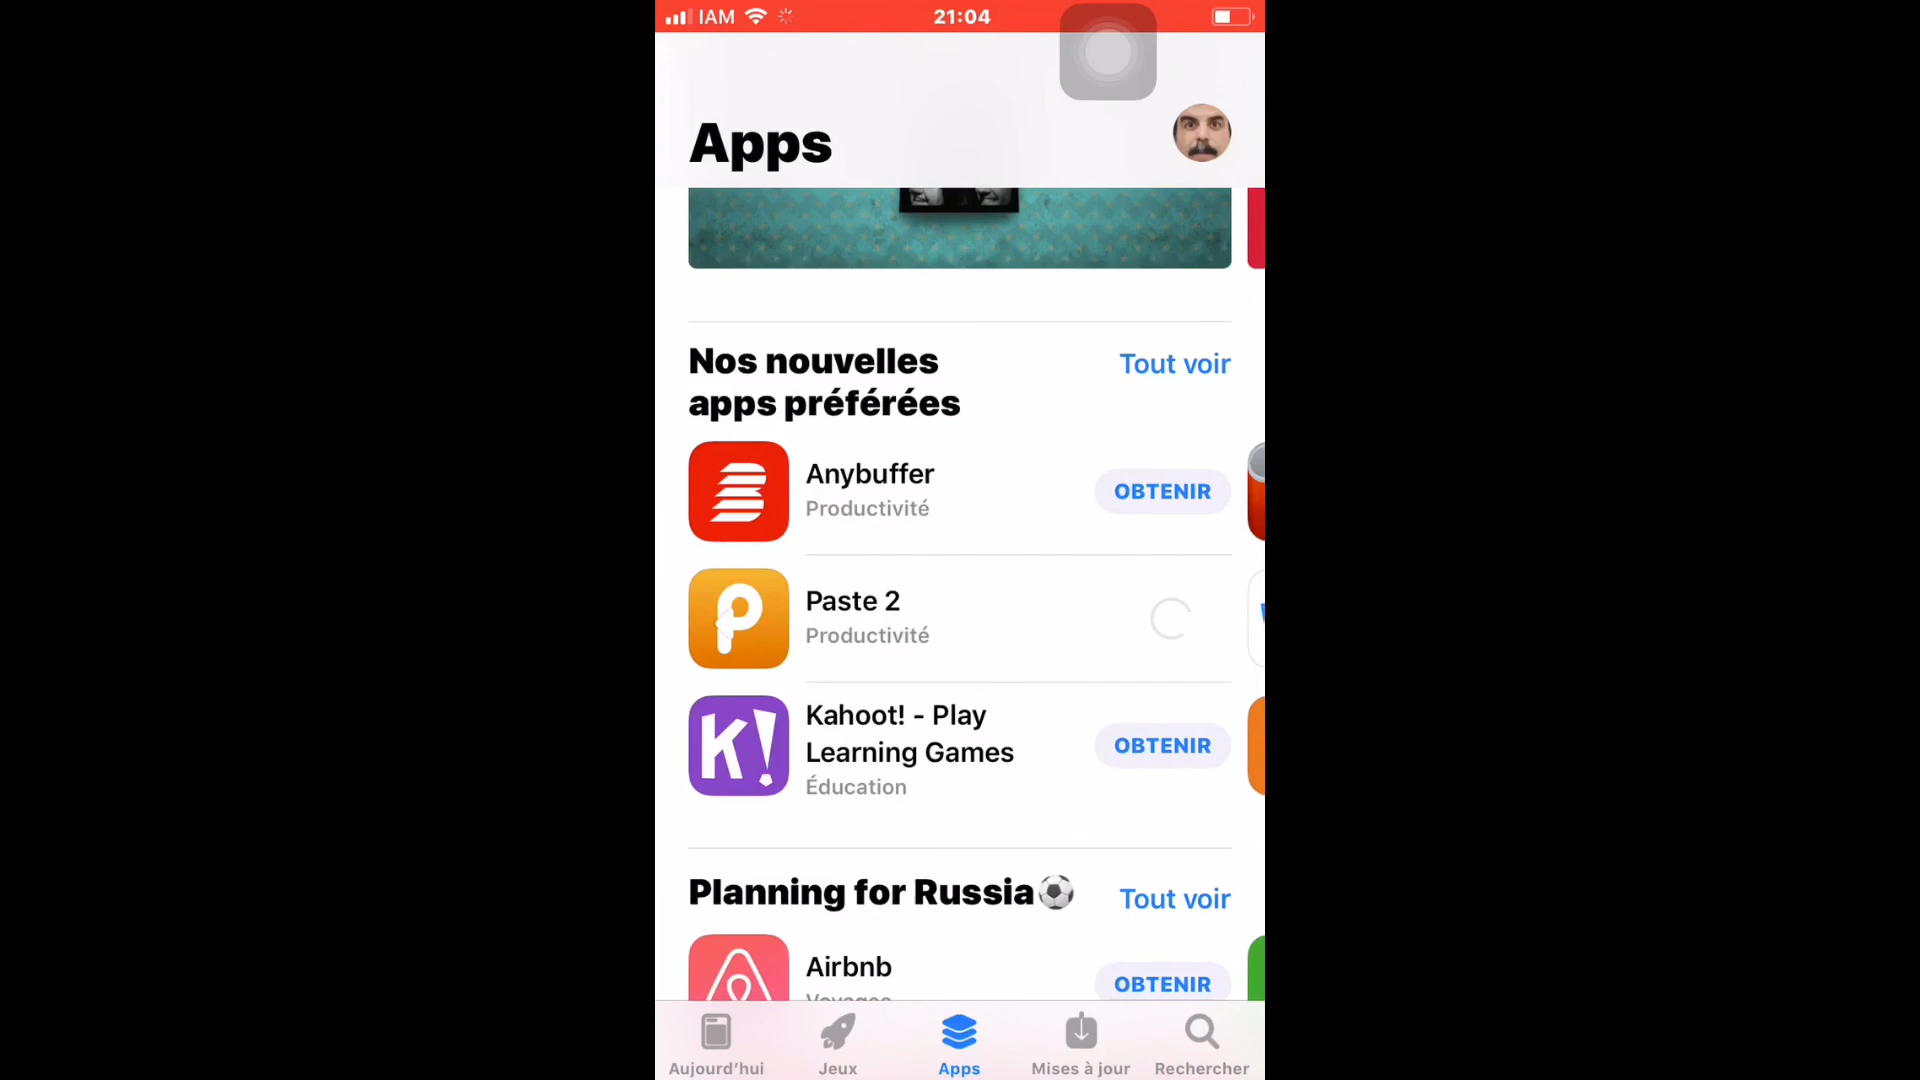 IAM
21:04
Apps
Nos nouvelles
apps préférées
Tout voir
Anybuffer
Productivité
OBTENIR
Paste 2
Productivité
K!
Kahoot! - Play
Learning Games
Éducation
OBTENIR
Planning for Russia⚽
Tout voir
Airbnb
Voyages
OBTENIR
Aujourd'hui
Jeux
Apps
Mises à jour
Rechercher